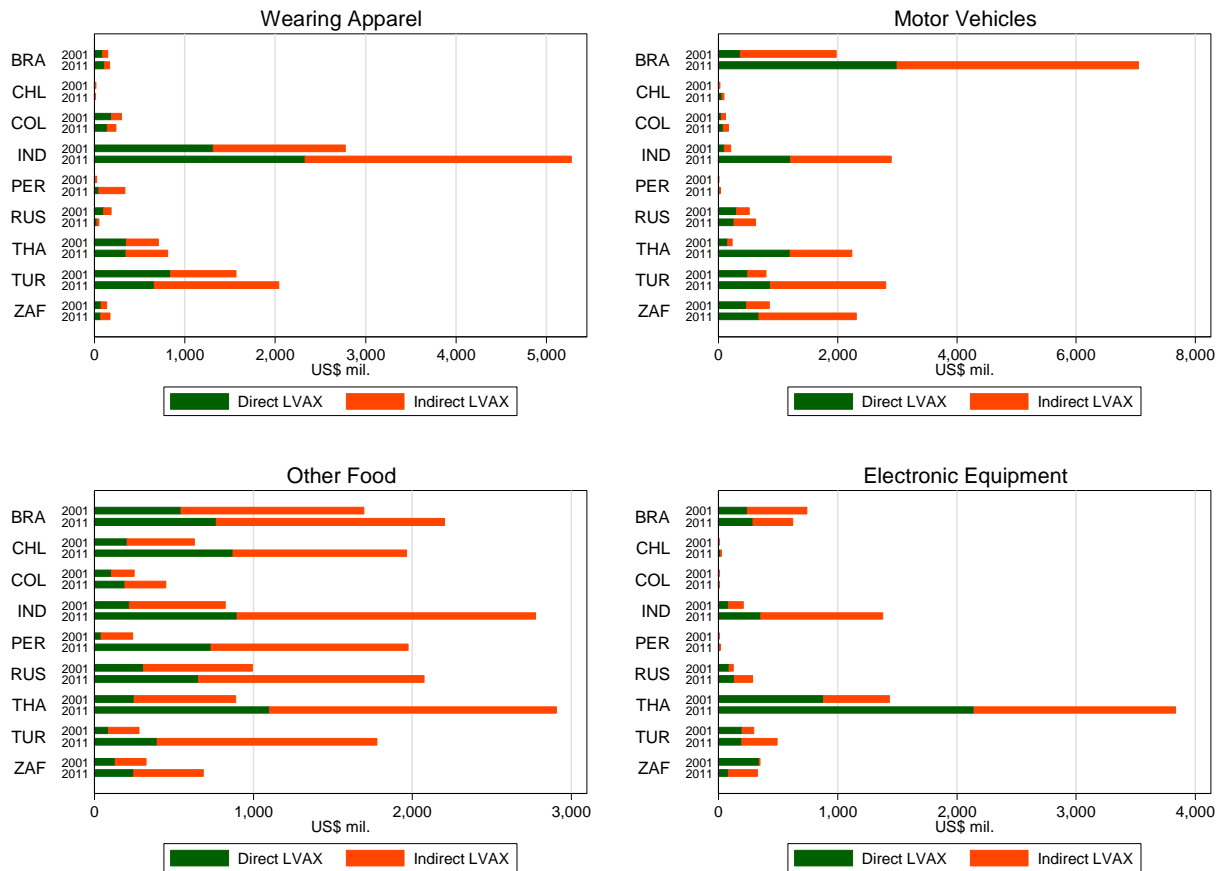 Wearing Apparel
BRA 2001
2011
CHL 2001
2011
COL 2001
2011
IND 2001
2011
PER 2001
2011
RUS 2001
2011
THA 2001
2011
TUR 2001
2011
ZAF 2001
2011
0 1,000 2,000 3,000 4,000 5,000
US$ mil.
Direct LVAX Indirect LVAX
Motor Vehicles
BRA 2001
2011
CHL 2001
2011
COL 2001
2011
IND 2001
2011
PER 2001
2011
RUS 2001
2011
THA 2001
2011
TUR 2001
2011
ZAF 2001
2011
0 2,000 4,000 6,000 8,000
US$ mil.
Direct LVAX Indirect LVAX
Other Food
BRA 2001
2011
CHL 2001
2011
COL 2001
2011
IND 2001
2011
PER 2001
2011
RUS 2001
2011
THA 2001
2011
TUR 2001
2011
ZAF 2001
2011
0 1,000 2,000 3,000
US$ mil.
Direct LVAX Indirect LVAX
Electronic Equipment
BRA 2001
2011
CHL 2001
2011
COL 2001
2011
IND 2001
2011
PER 2001
2011
RUS 2001
2011
THA 2001
2011
TUR 2001
2011
ZAF 2001
2011
0 1,000 2,000 3,000 4,000
US$ mil.
Direct LVAX Indirect LVAX